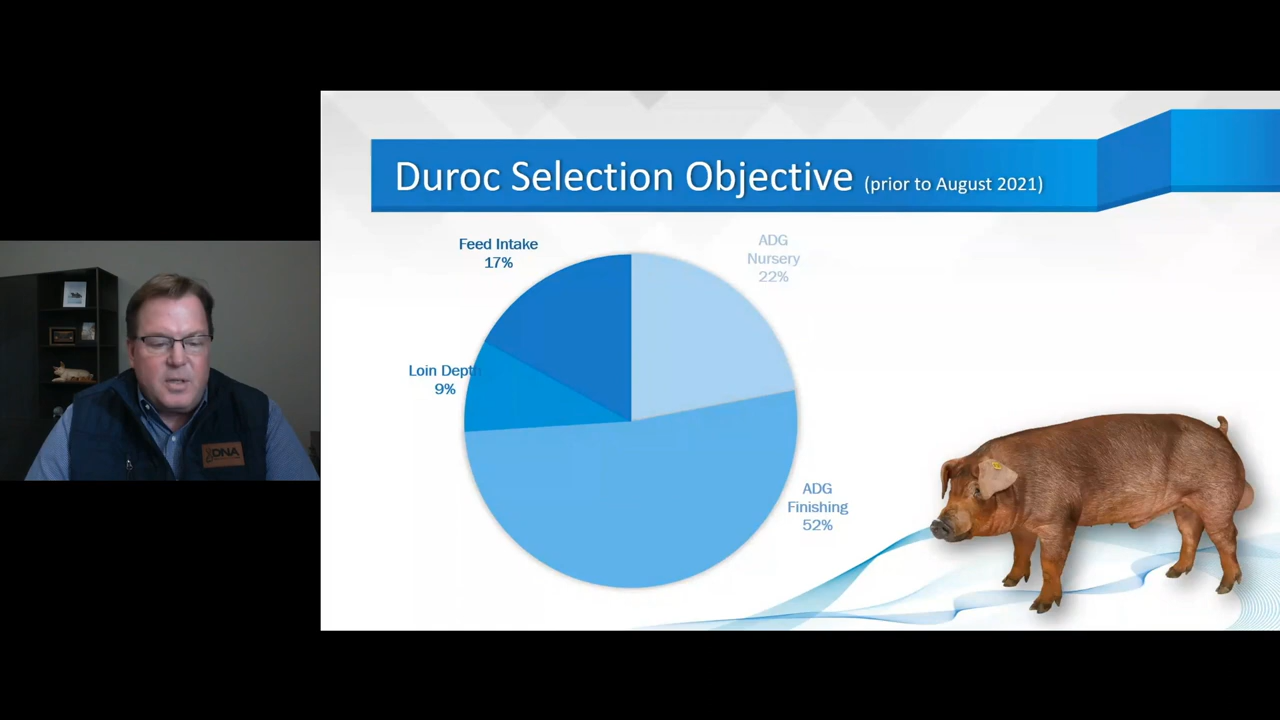 Duroc Selection Objective (prior to August 2021)
Feed Intake
17%
ADG
Nursery
22%
Loin Depth
9%
ADG
Finishing
52%
DNA